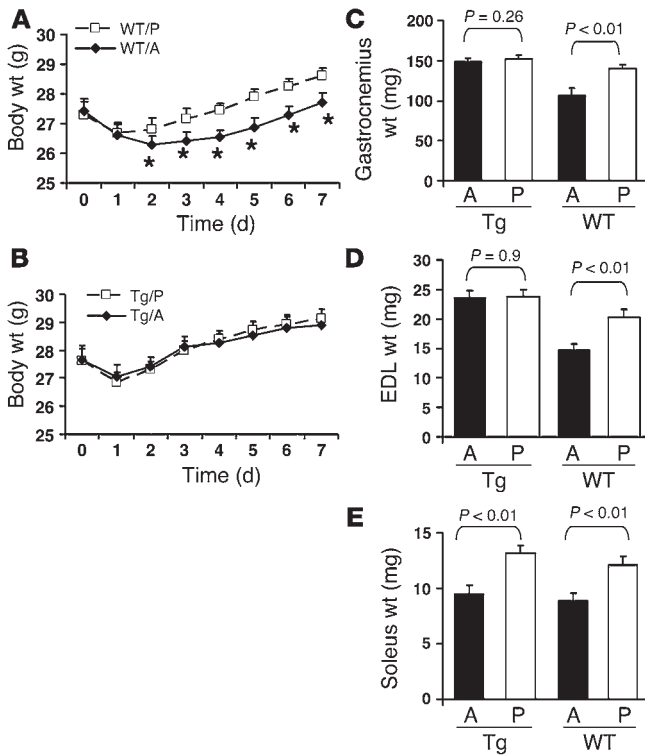 A
WT/P
WT/A
Body wt (g)
30
29
28
27
26
25
* * * * * *
0 1 2 3 4 5 6 7
Time (d)
B
Tg/P
Tg/A
Body wt (g)
31
30
29
28
27
26
25
0 1 2 3 4 5 6 7
Time (d)
C
Gastrocnemius
wt (mg)
P = 0.26
P < 0.01
200
150
100
50
0
A P A P
Tg WT
D
EDL wt (mg)
P = 0.9
P < 0.01
30
25
20
15
10
5
0
A P A P
Tg WT
E
Soleus wt (mg)
P < 0.01
P < 0.01
15
10
5
0
A P A P
Tg WT